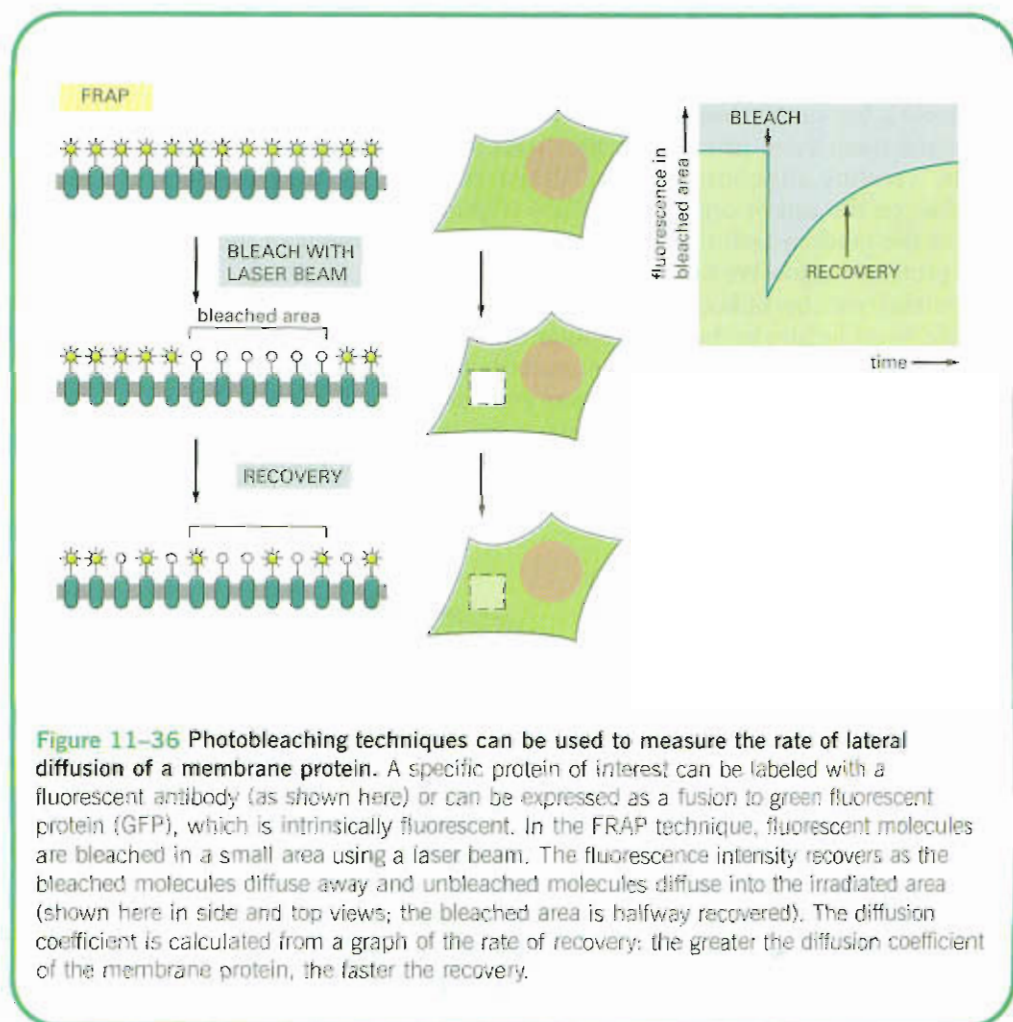 FRAP
BLEACH WITH
LASER BEAM
bleached area
RECOVERY
fluorescence in
bleached area
BLEACH
RECOVERY
time
Figure 11–36 Photobleaching techniques can be used to measure the rate of lateral
diffusion of a membrane protein. A specific protein of interest can be labeled with a
fluorescent antibody (as shown here) or can be expressed as a fusion to green fluorescent
protein (GFP), which is intrinsically fluorescent. In the FRAP technique, fluorescent molecules
are bleached in a small area using a laser beam. The fluorescence intensity recovers as the
bleached molecules diffuse away and unbleached molecules diffuse into the irradiated area
(shown here in side and top views; the bleached area is halfway recovered). The diffusion
coefficient is calculated from a graph of the rate of recovery: the greater the diffusion coefficient
of the membrane protein, the faster the recovery.